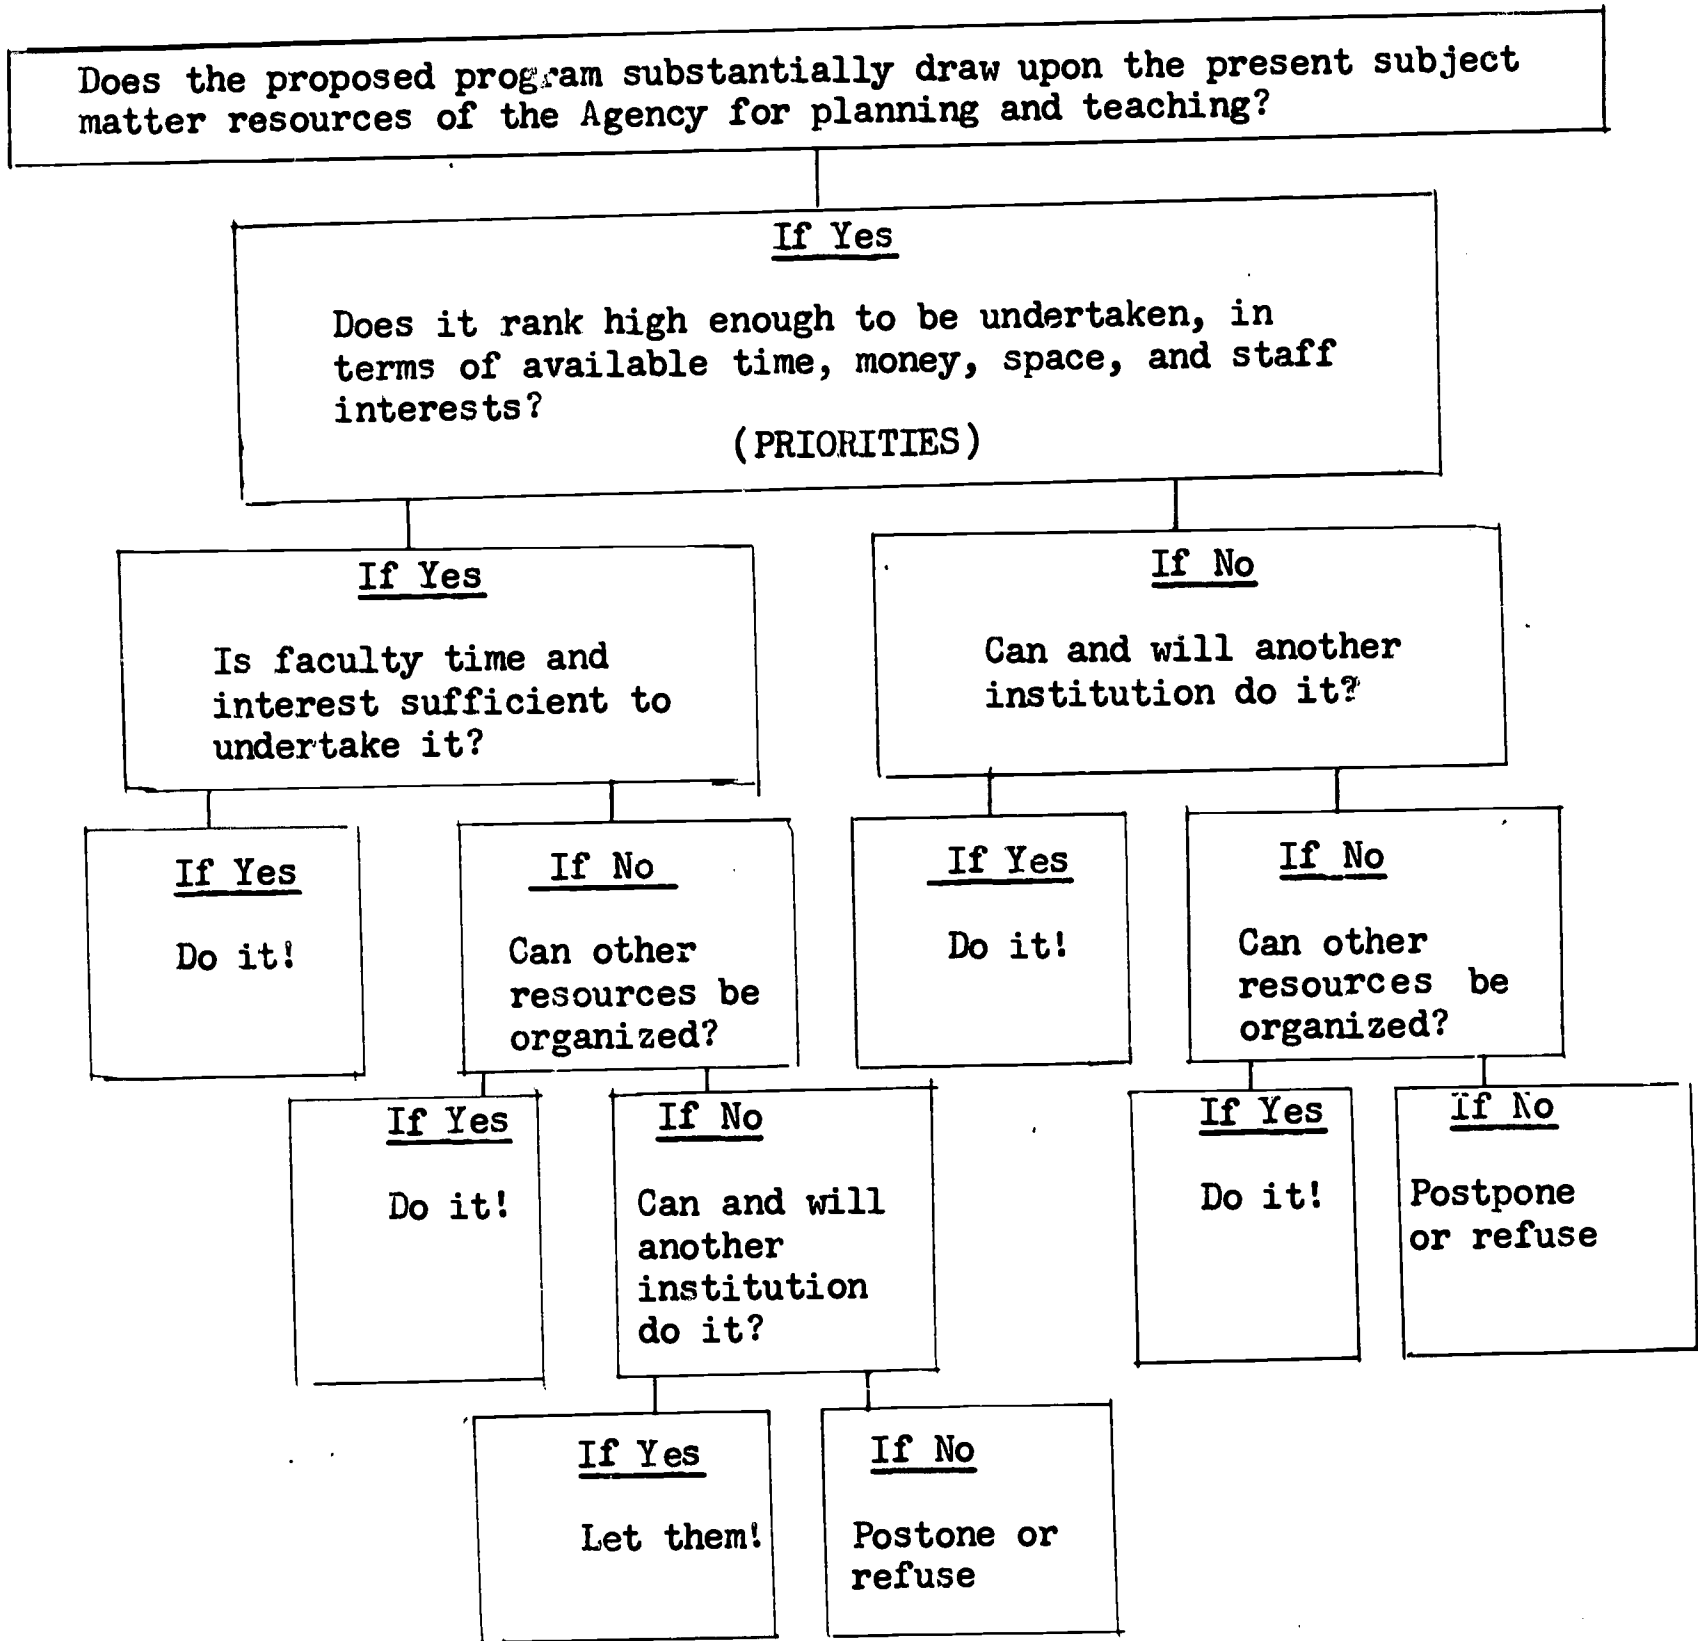 Does the proposed program substantially draw upon the present subject
matter resources of the Agency for planning and teaching?
If Yes
Does it rank high enough to be undertaken, in
terms of available time, money, space, and staff
interests?
(PRIORITIES)
If Yes
Is faculty time and
interest sufficient to
undertake it?
If No
Can and will another
institution do it?
If Yes
Do it!
If No
Can other
resources be
organized?
If Yes
Do it!
If No
Can other
resources be
organized?
If Yes
Do it!
If No
Can and will
another
institution
do it?
If Yes
Do it!
If No
Postpone
or refuse
If Yes
Let them!
If No
Postone or
refuse